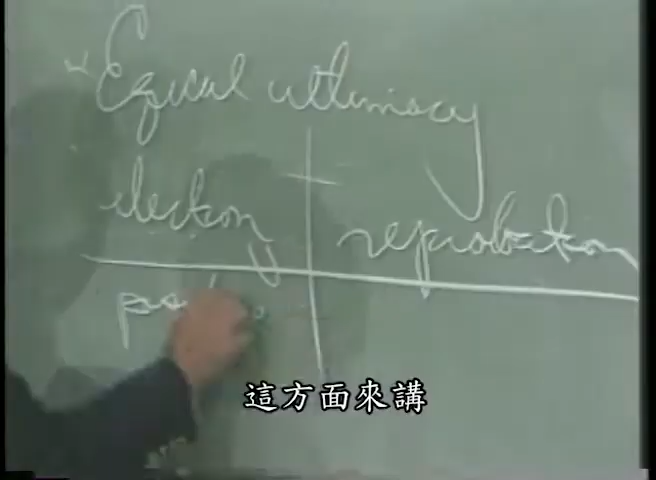 "Equal ultimacy
election reprobation
這方面來講